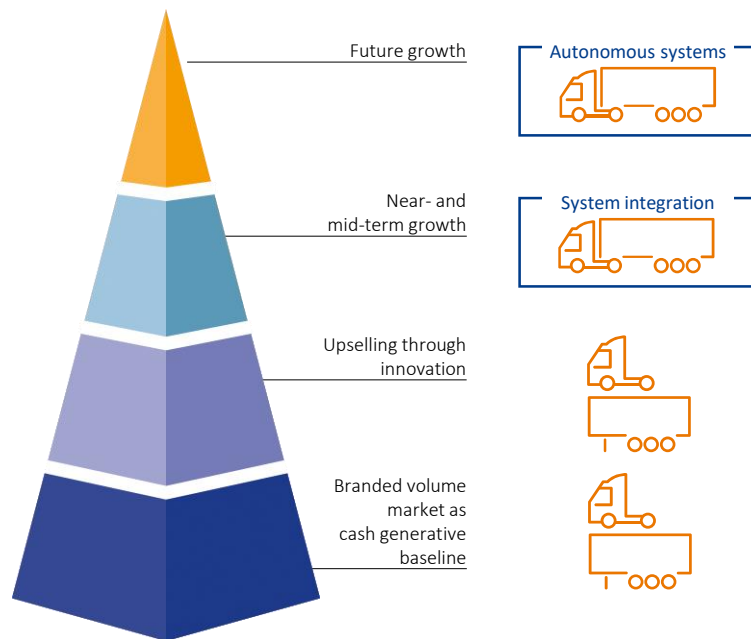 Future growth
Autonomous systems
Near- and
mid-term growth
System integration
Upselling through
innovation
Branded volume
market as
cash generative
baseline